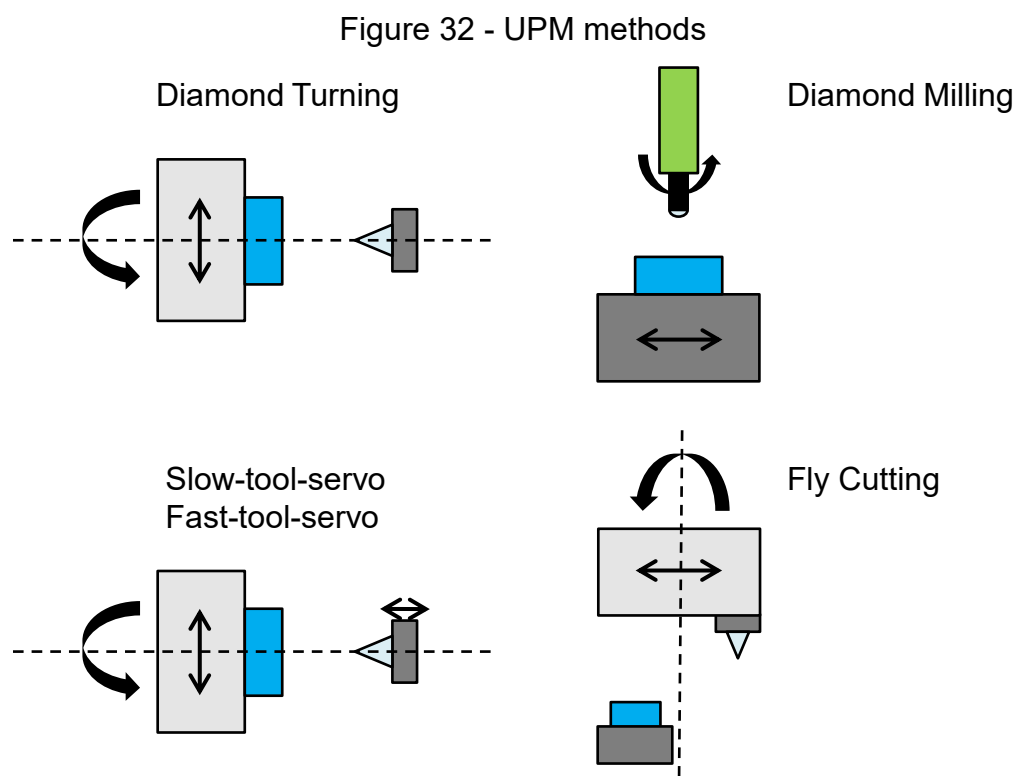 Figure 32 - UPM methods
Diamond Turning
Diamond Milling
Slow-tool-servo
Fast-tool-servo
Fly Cutting